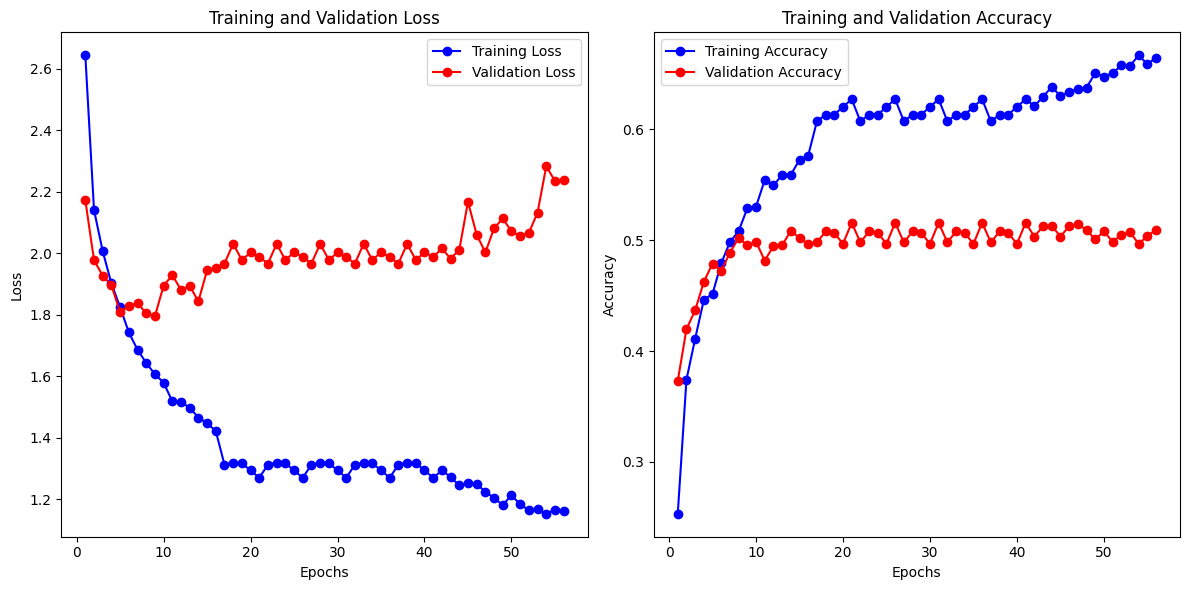 Training and Validation Loss
Training Loss
Validation Loss
2.6
2.4
2.2
2.0
1.8
1.6
1.4
1.2
Loss
0 10 20 30 40 50
Epochs
Training and Validation Accuracy
Training Accuracy
Validation Accuracy
0.6
0.5
0.4
0.3
Accuracy
0 10 20 30 40 50
Epochs